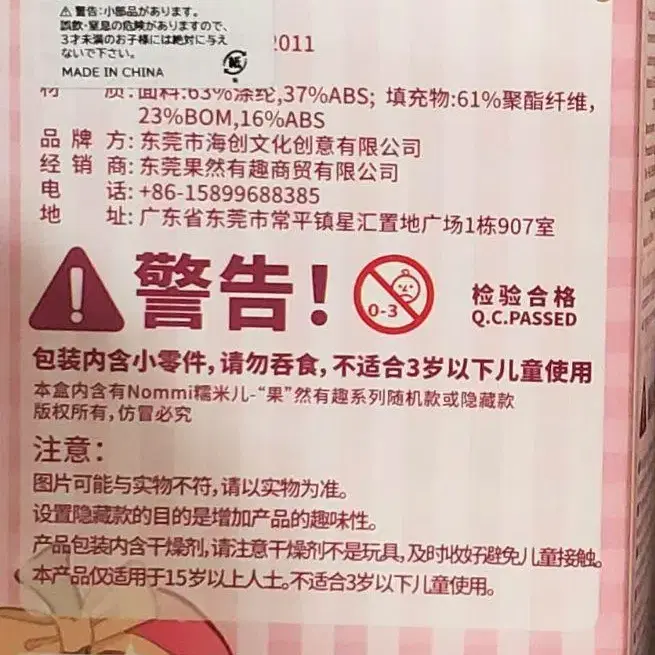 ⚠ 警告:小部品があります。
誤飲・窒息の危険がありますので、
3才未満のお子様には絶対に与え
ないで下さい。
MADE IN CHINA
紙
2011
材 质:面料:63%涤纶,37%ABS; 填充物:61%聚酯纤维,
23%BOM,16%ABS
品 牌 方:东莞市海创文化创意有限公司
经 销 商:东莞果然有趣商贸有限公司
电 话:+86-15899688385
地 址:广东省东莞市常平镇星汇置地广场1栋907室
警告!
0-3
检验合格
Q.C.PASSED
包装内含小零件,请勿吞食,不适合3岁以下儿童使用
本盒内含有Nommi糯米儿-“果”然有趣系列随机款或隐藏款
版权所有,仿冒必究
注意:
图片可能与实物不符,请以实物为准。
设置隐藏款的目的是增加产品的趣味性。
产品包装内含干燥剂,请注意干燥剂不是玩具,及时收好避免儿童接触。
本产品仅适用于15岁以上人士。不适合3岁以下儿童使用。